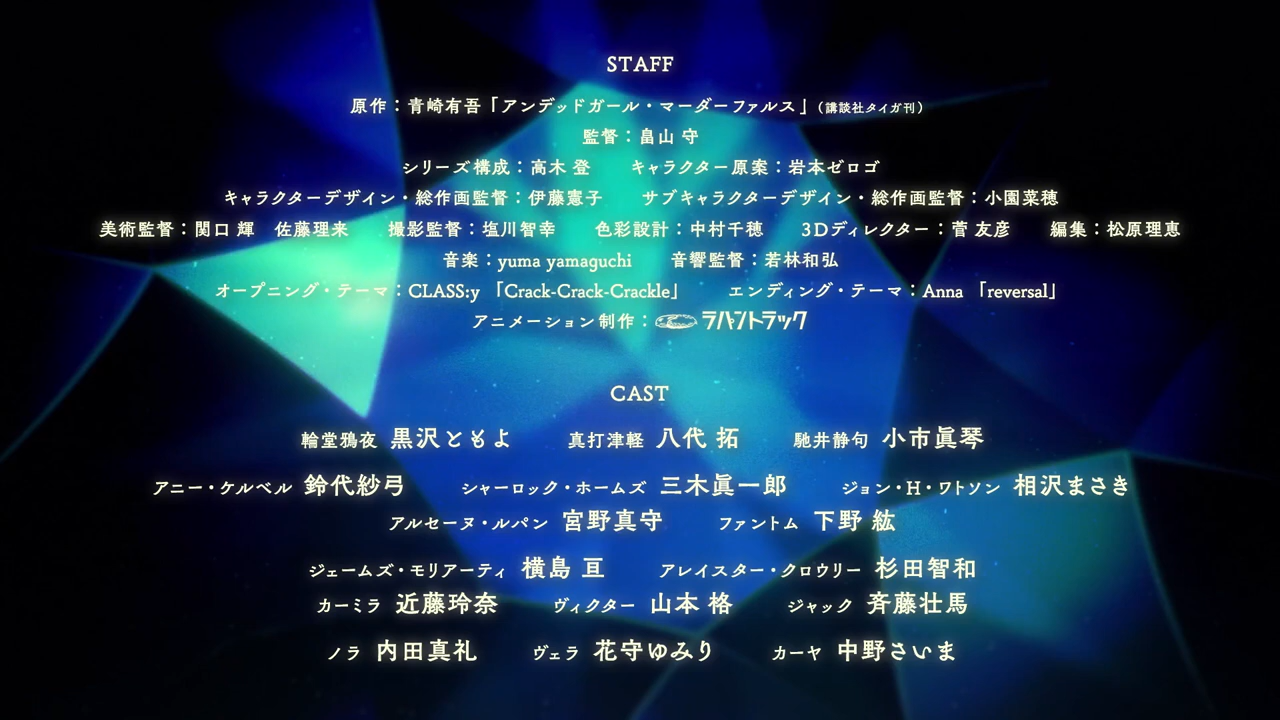 STAFF
原作：青崎有吾「アンデッドガール・マーダーファルス」（講談社タイガ刊）
監督：畠山 守
シリーズ構成：高木 登　キャラクター原案：岩本ゼロゴ
キャラクターデザイン・総作画監督：伊藤憲子　サブキャラクターデザイン・総作画監督：小園菜穂
美術監督：関口 輝　佐藤理来　撮影監督：塩川智幸　色彩設計：中村千穂　3Dディレクター：菅 友彦　編集：松原理恵
音楽：yuma yamaguchi　音響監督：若林和弘
オープニング・テーマ：CLASS:y 「Crack-Crack-Crackle」　エンディング・テーマ：Anna 「reversal」
アニメーション制作：ラパントラック
CAST
輪堂鴉夜 黒沢ともよ　真打津軽 八代 拓　馳井静句 小市眞琴
アニー・ケルベル 鈴代紗弓　シャーロック・ホームズ 三木眞一郎　ジョン・H・ワトソン 相沢まさき
アルセーヌ・ルパン 宮野真守　ファントム 下野 紘
ジェームズ・モリアーティ 横島 亘　アレイスター・クロウリー 杉田智和
カーミラ 近藤玲奈　ヴィクター 山本 格　ジャック 斉藤壮馬
ノラ 内田真礼　ヴェラ 花守ゆみり　カーヤ 中野さいま